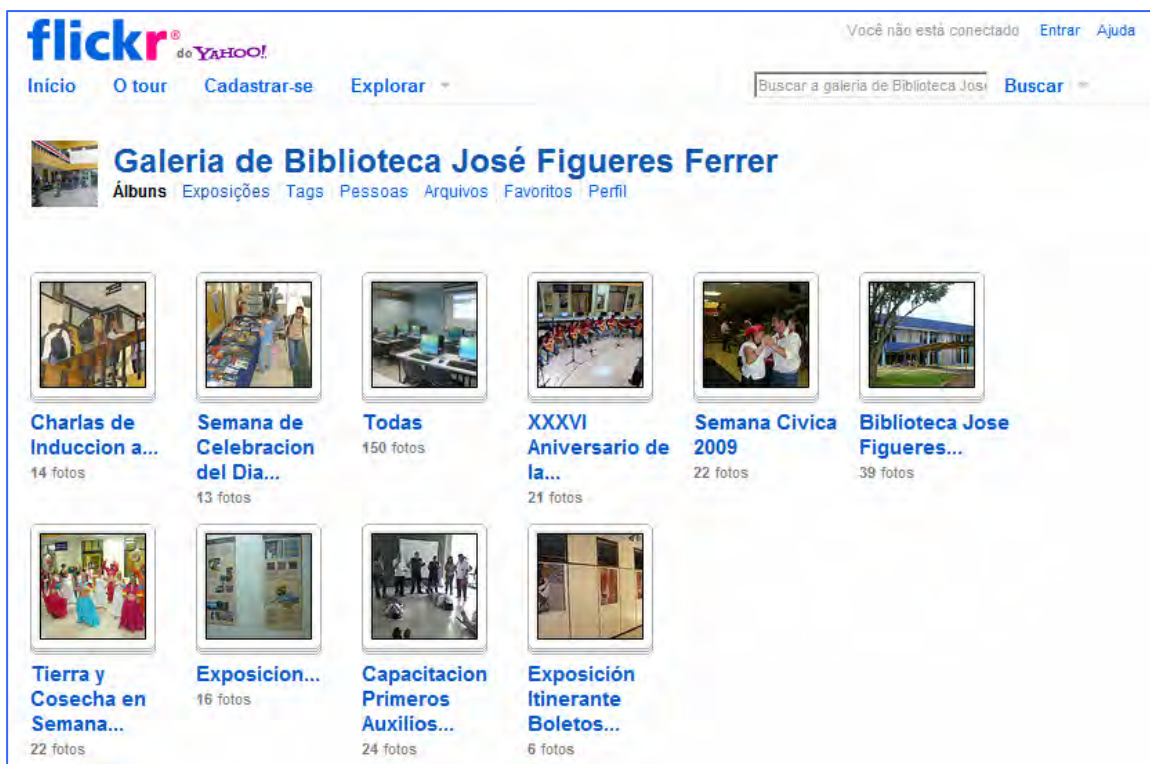 flickr® do YAHOO!
Você não está conectado Entrar Ajuda
Início O tour Cadastrar-se Explorar
Buscar a galeria de Biblioteca Jos Buscar
Galeria de Biblioteca José Figueres Ferrer
Álbuns Exposições Tags Pessoas Arquivos Favoritos Perfil
Charlas de
Induccion a...
14 fotos
Semana de
Celebracion
del Dia...
13 fotos
Todas
150 fotos
XXXVI
Aniversario de
la...
21 fotos
Semana Civica
2009
22 fotos
Biblioteca Jose
Figueres...
39 fotos
Tierra y
Cosecha en
Semana...
22 fotos
Exposicion...
16 fotos
Capacitacion
Primeros
Auxilios...
24 fotos
Exposición
Itinerante
Boletos...
6 fotos